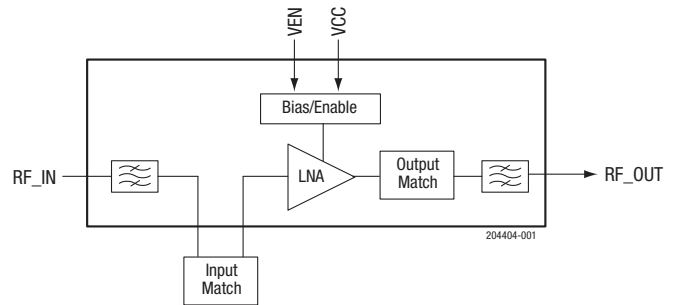 VEN
VCC
Bias/Enable
RF_IN
LNA
Output
Match
RF_OUT
204404-001
Input
Match